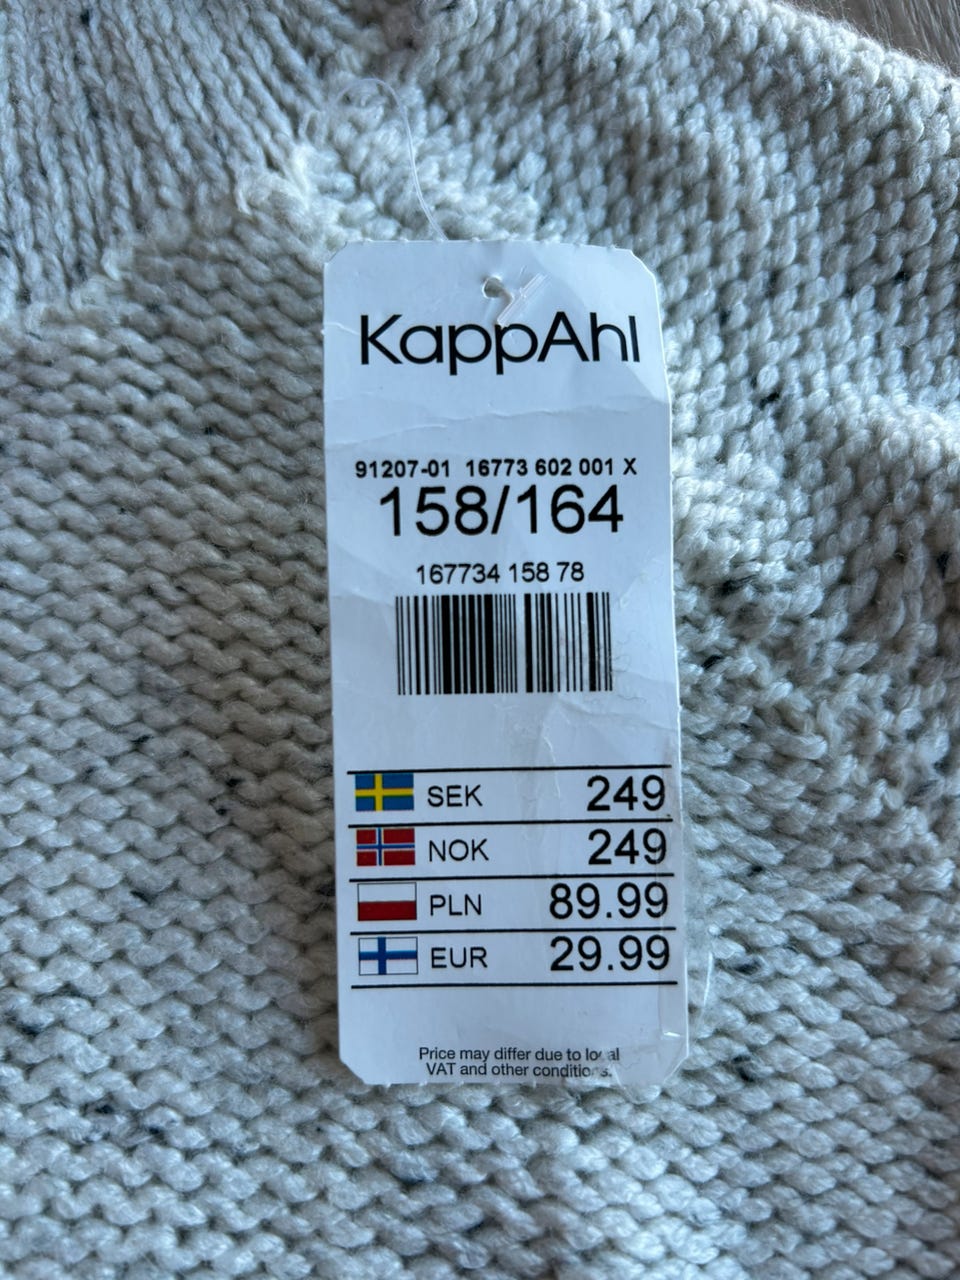 KappAhl
91207-01 16773 602 001 X
158/164
167734 158 78
SEK 249
NOK 249
PLN 89.99
EUR 29.99
Price may differ due to local
VAT and other conditions.